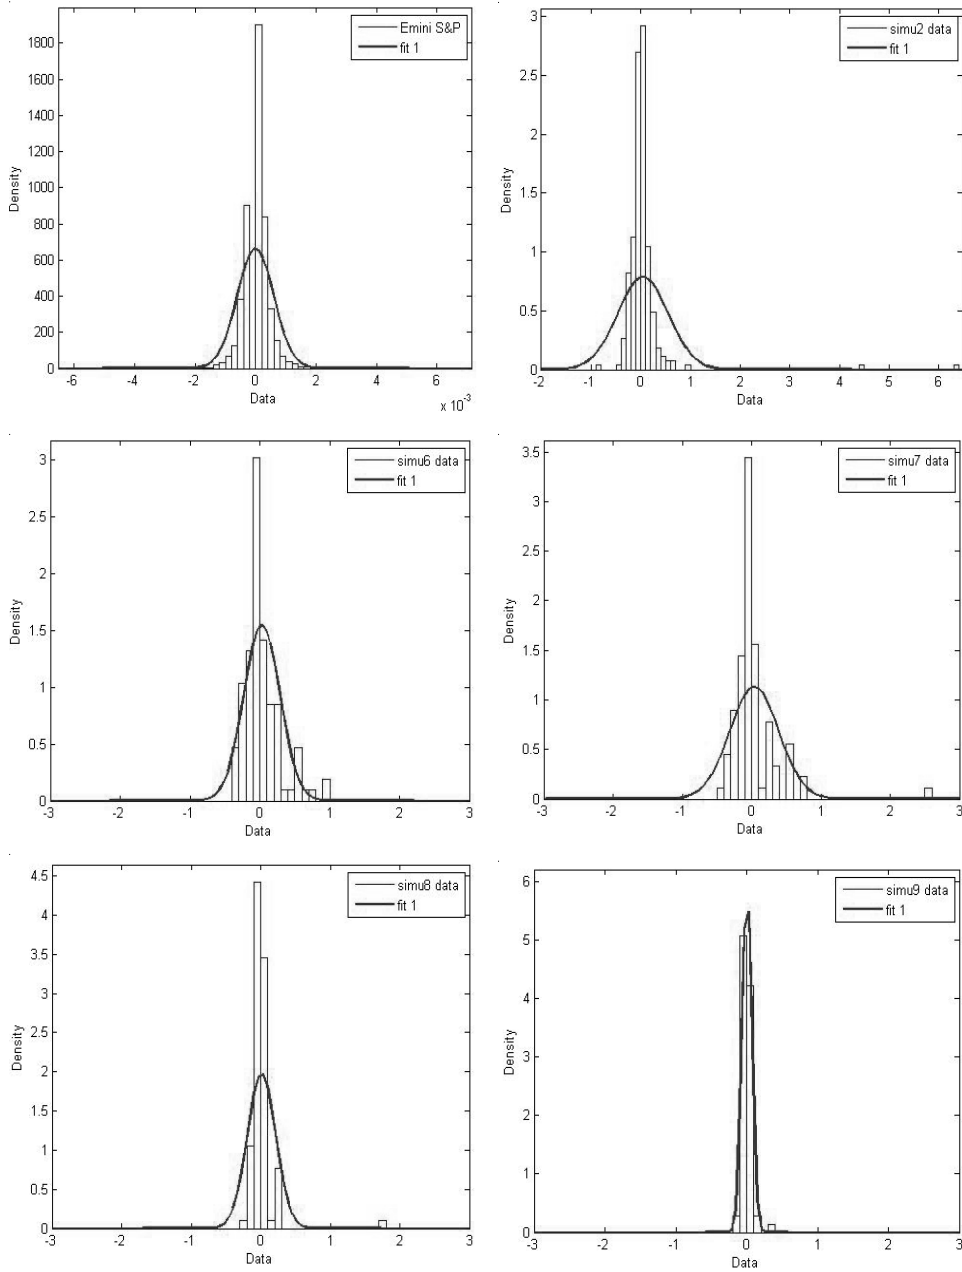 Emini S&P
fit 1
1800
1600
1400
1200
1000
800
600
400
200
0
Density
-6 -4 -2 0 2 4 6
Data
x 10⁻³
simu2 data
fit 1
3
2.5
2
1.5
1
0.5
0
Density
-2 -1 0 1 2 3 4 5 6
Data
simu6 data
fit 1
3
2.5
2
1.5
1
0.5
0
Density
-3 -2 -1 0 1 2 3
Data
simu7 data
fit 1
3.5
3
2.5
2
1.5
1
0.5
0
Density
-3 -2 -1 0 1 2 3
Data
simu8 data
fit 1
4.5
4
3.5
3
2.5
2
1.5
1
0.5
0
Density
-3 -2 -1 0 1 2 3
Data
simu9 data
fit 1
6
5
4
3
2
1
0
Density
-3 -2 -1 0 1 2 3
Data